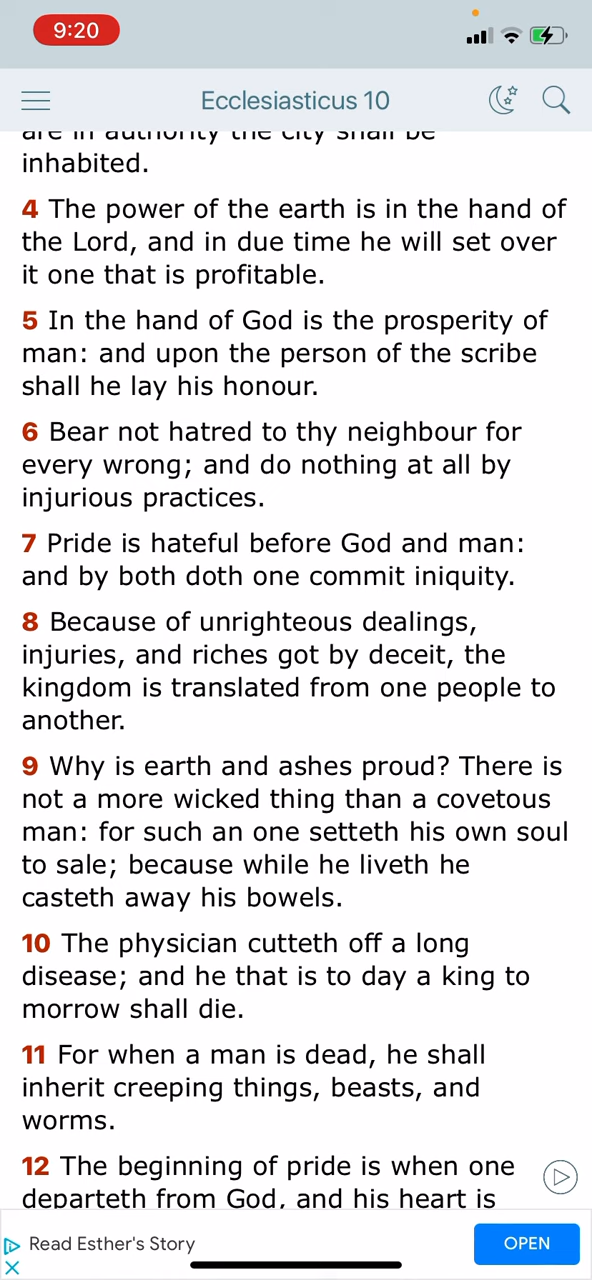 9:20
Ecclesiasticus 10
are in authority the city shall be
inhabited.
4 The power of the earth is in the hand of
the Lord, and in due time he will set over
it one that is profitable.
5 In the hand of God is the prosperity of
man: and upon the person of the scribe
shall he lay his honour.
6 Bear not hatred to thy neighbour for
every wrong; and do nothing at all by
injurious practices.
7 Pride is hateful before God and man:
and by both doth one commit iniquity.
8 Because of unrighteous dealings,
injuries, and riches got by deceit, the
kingdom is translated from one people to
another.
9 Why is earth and ashes proud? There is
not a more wicked thing than a covetous
man: for such an one setteth his own soul
to sale; because while he liveth he
casteth away his bowels.
10 The physician cutteth off a long
disease; and he that is to day a king to
morrow shall die.
11 For when a man is dead, he shall
inherit creeping things, beasts, and
worms.
12 The beginning of pride is when one
departeth from God, and his heart is
Read Esther's Story
OPEN